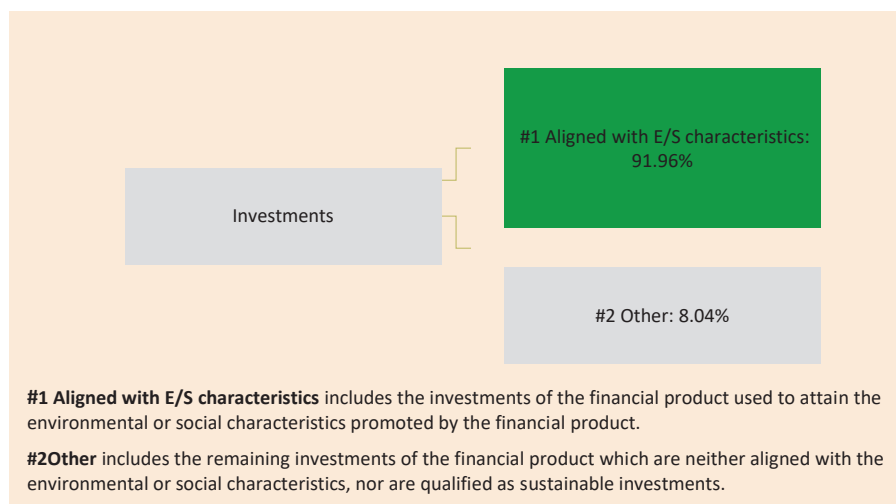 #1 Aligned with E/S characteristics:
91.96%
Investments
#2 Other: 8.04%
#1 Aligned with E/S characteristics includes the investments of the financial product used to attain the
environmental or social characteristics promoted by the financial product.
#2Other includes the remaining investments of the financial product which are neither aligned with the
environmental or social characteristics, nor are qualified as sustainable investments.